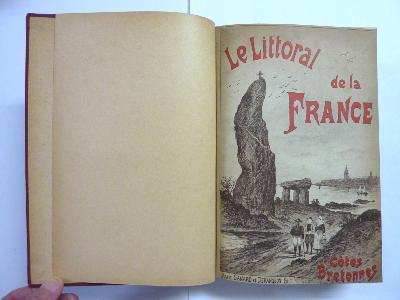 Le Littoral
de la
FRANCE
Côtes
Bretonnes